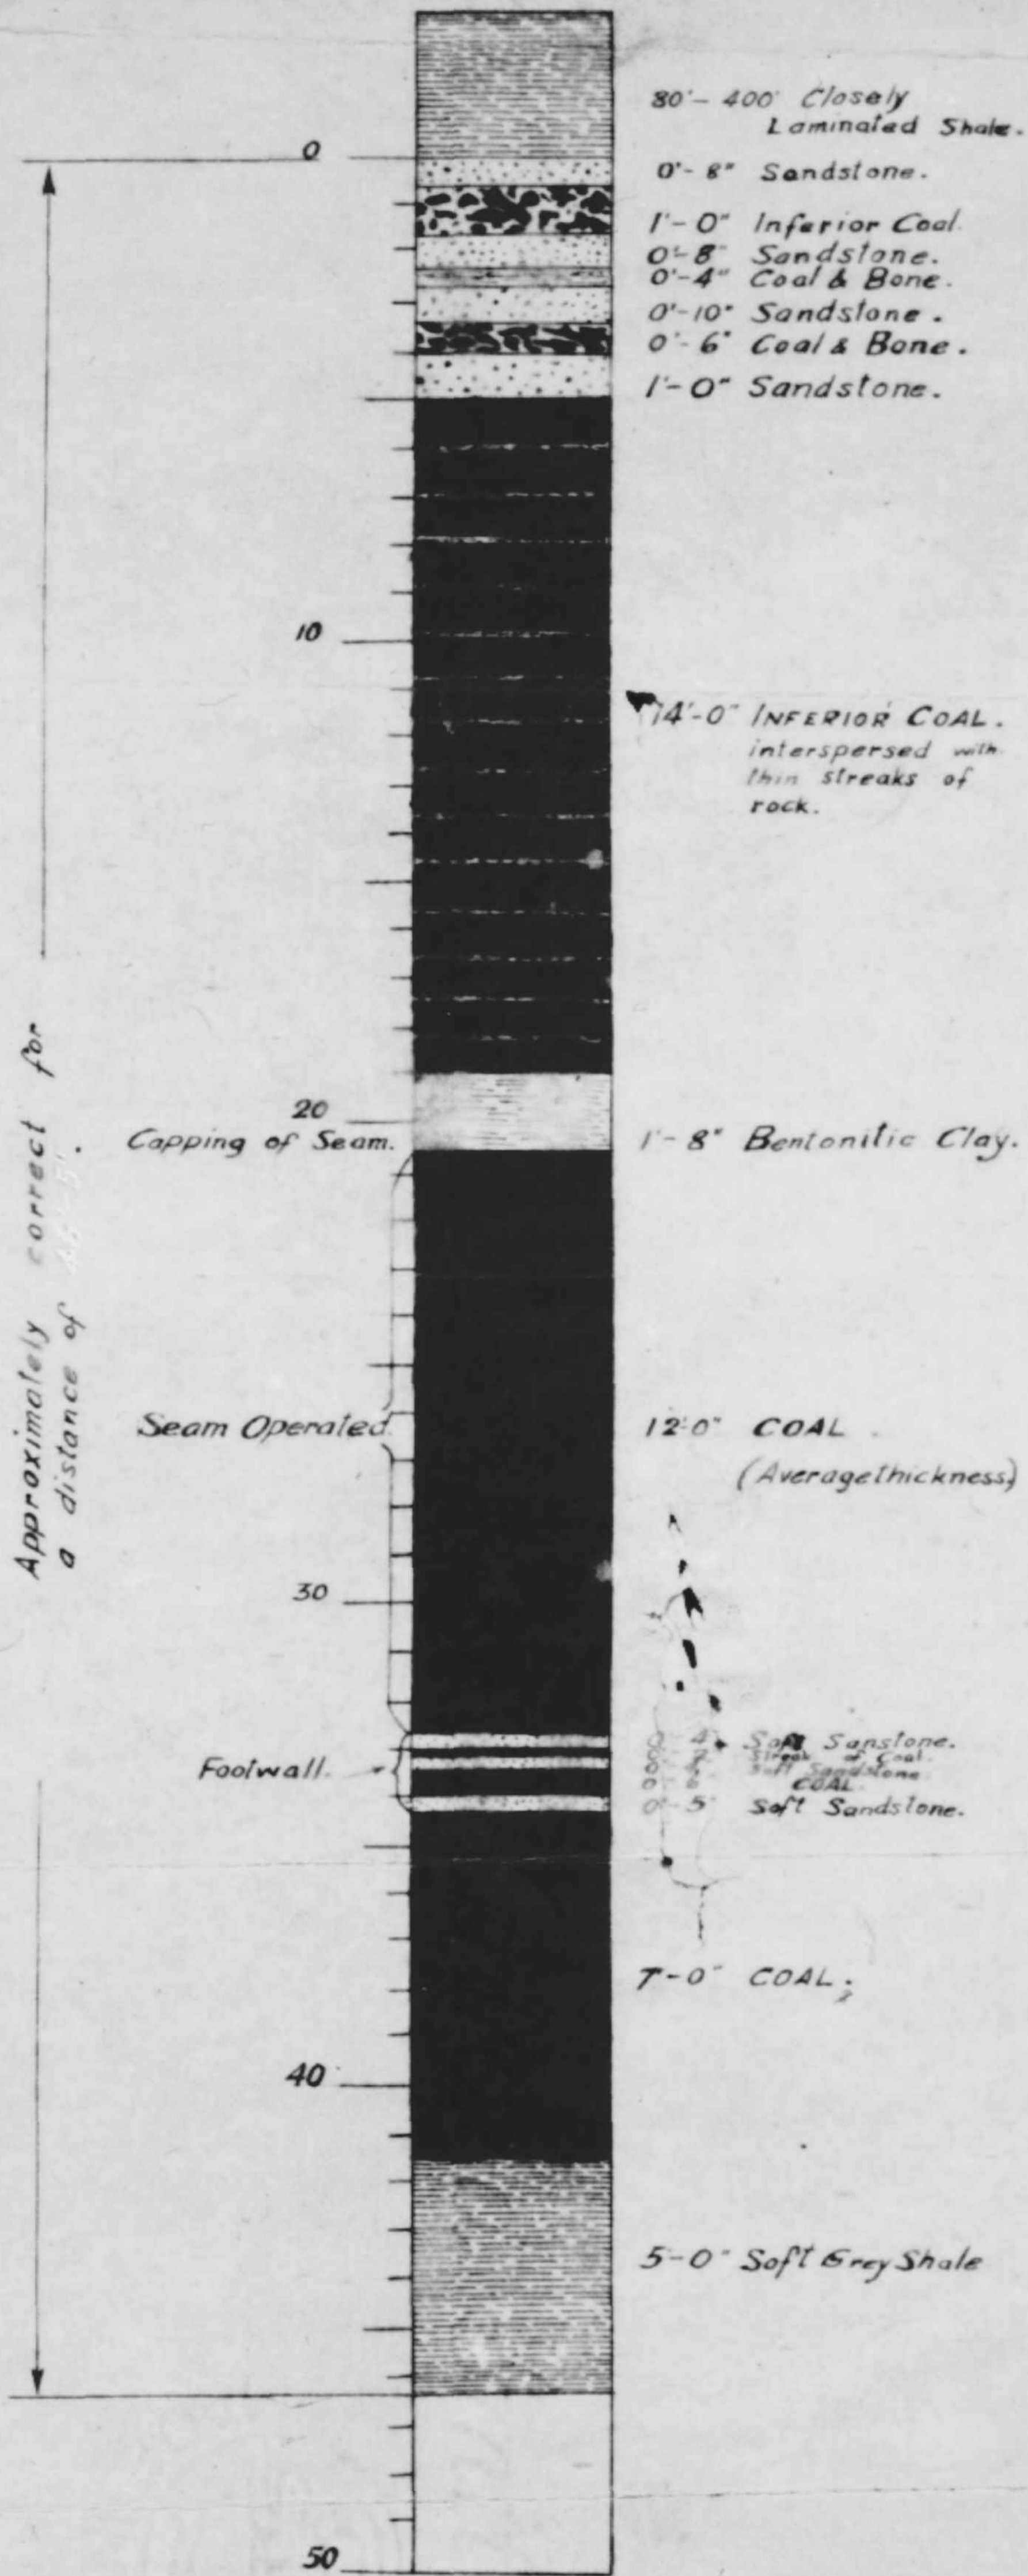 80'- 400' Closely
Laminated Shale.
0
0'- 8" Sandstone.
1'- 0" Inferior Coal.
0'- 8" Sandstone.
0'- 4" Coal & Bone.
0'- 10" Sandstone.
0'- 6" Coal & Bone.
1'- 0" Sandstone.
10
14'-0" INFERIOR COAL.
interspersed with
thin streaks of
rock.
20
Capping of Seam.
1'- 8" Bentonitic Clay.
Approximately correct for
a distance of
Seam Operated.
12'-0" COAL.
(Average thickness)
30
Footwall.
Soft Sanstone.
Streak of Coal.
Soft Sandstone
COAL.
0'- 5" Soft Sandstone.
7'-0" COAL.
40
5'-0" Soft Grey Shale
50